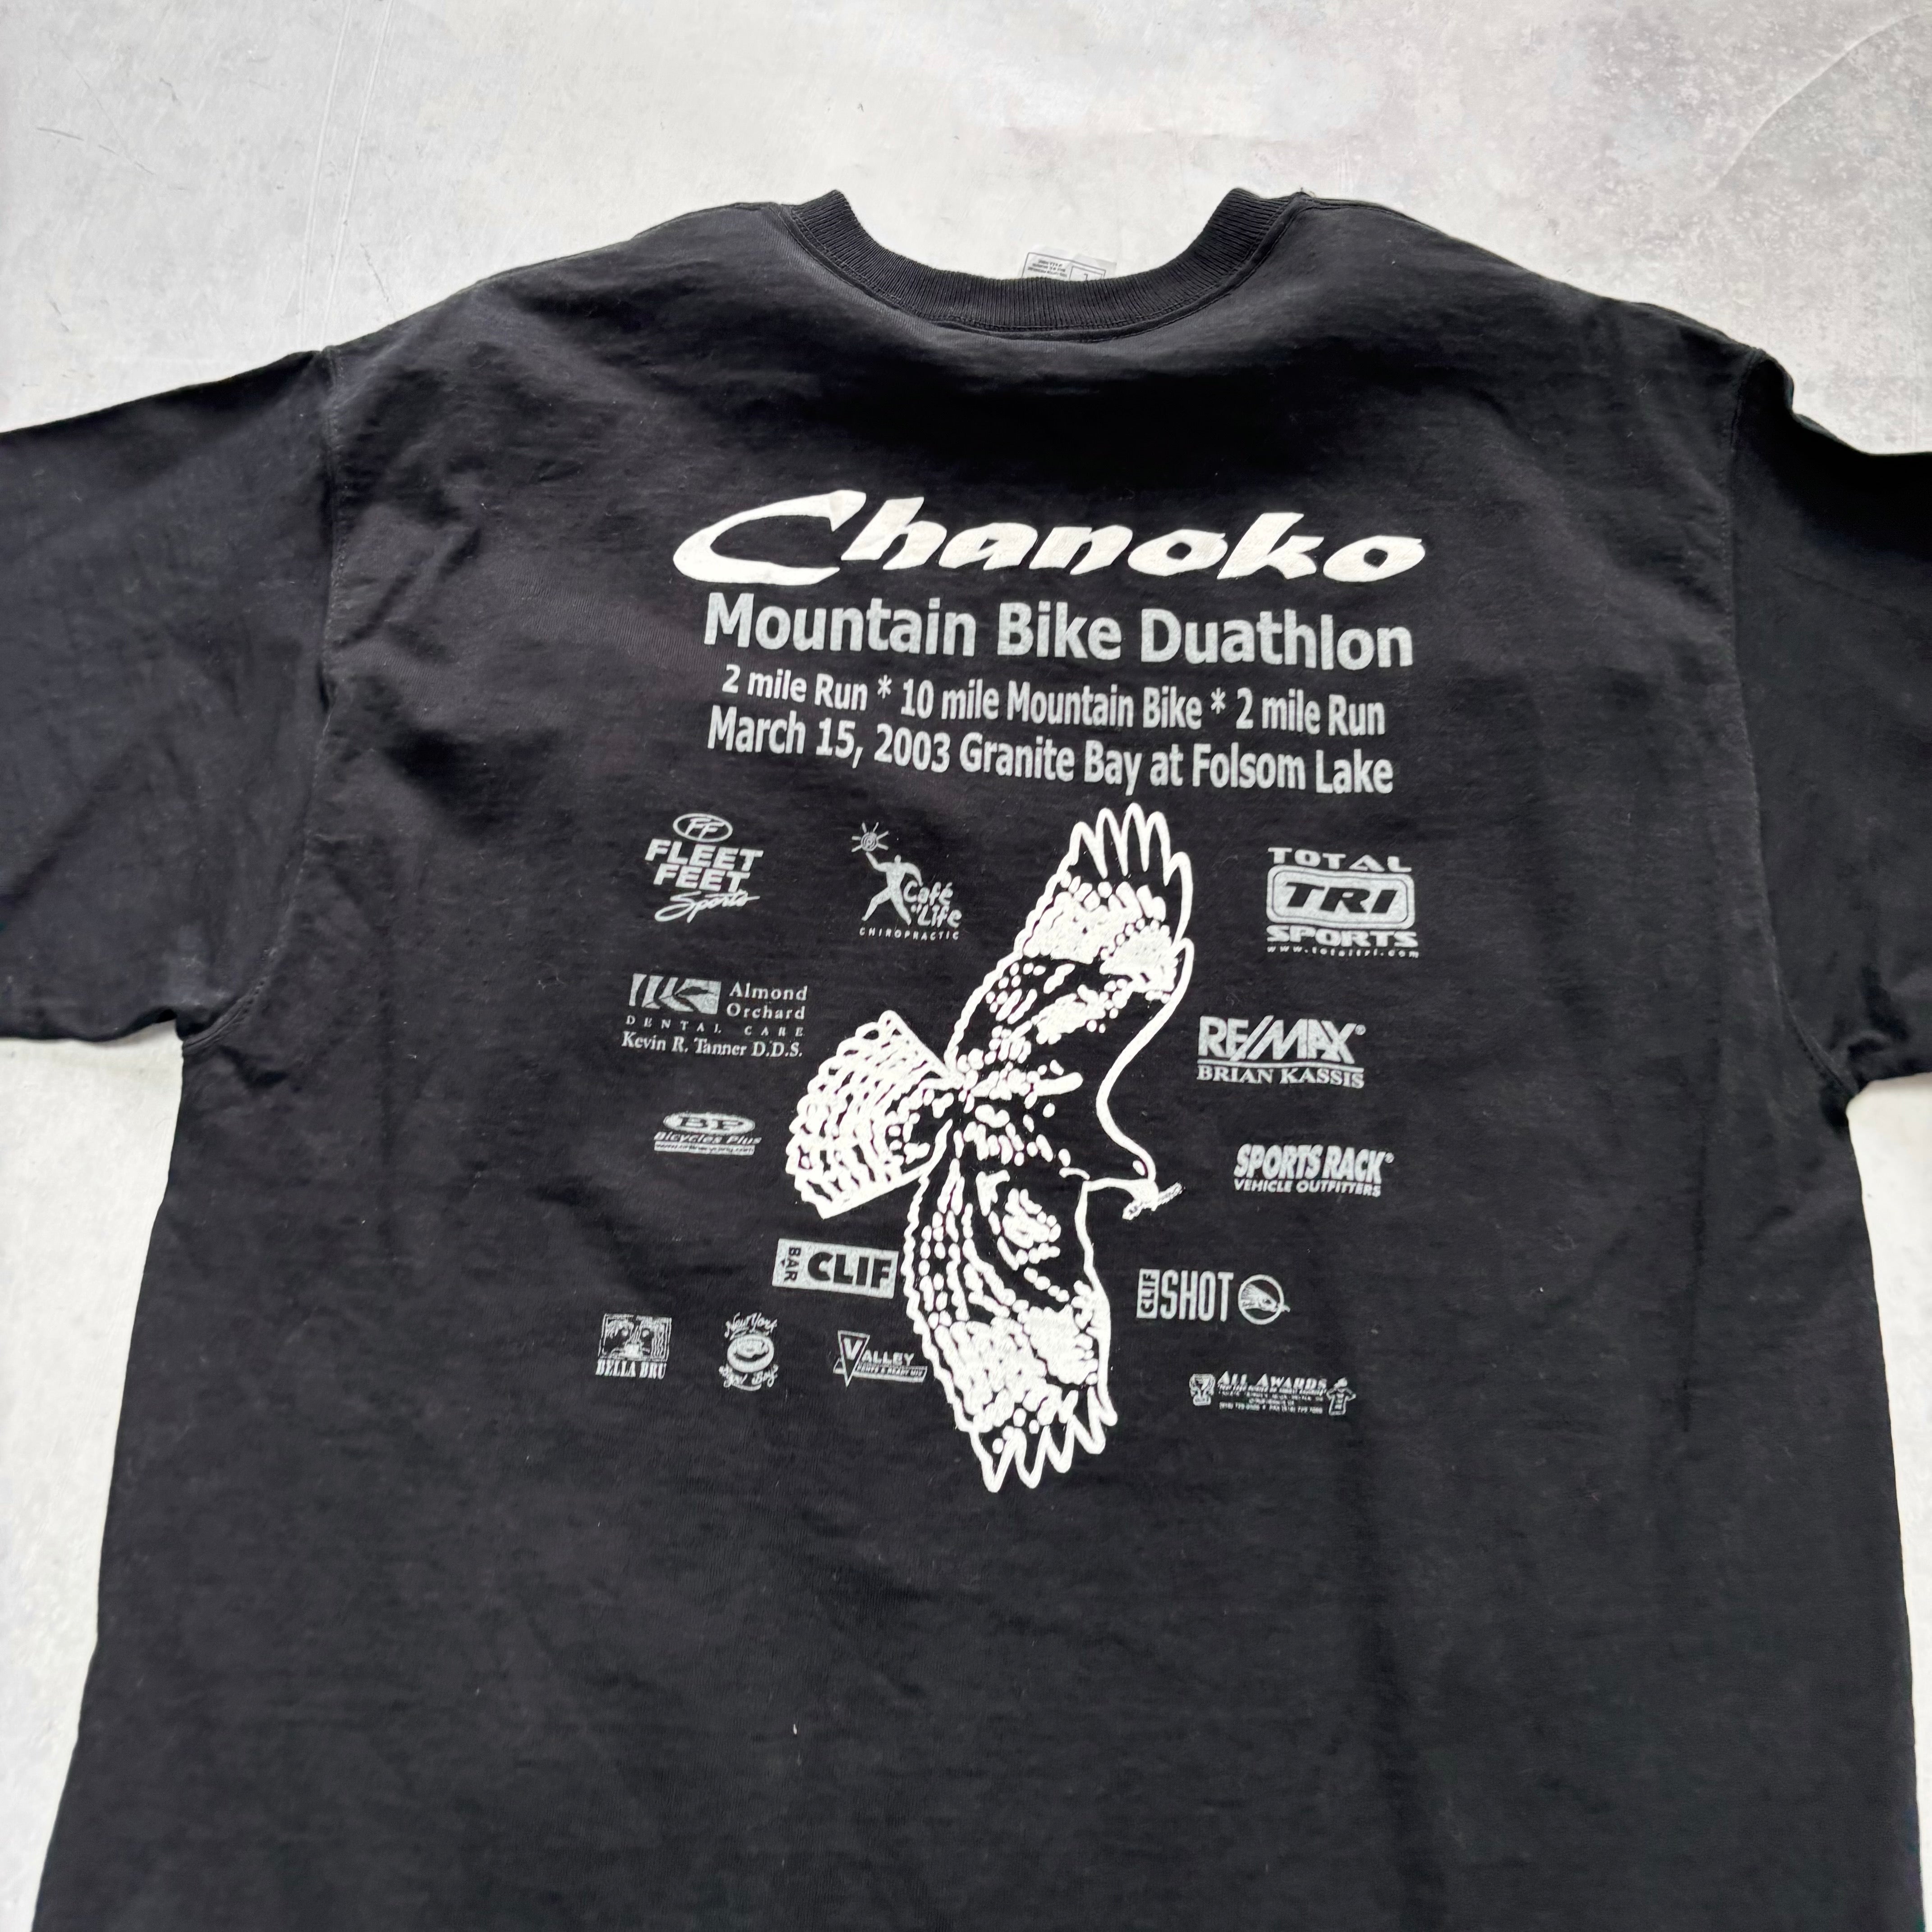 Chanoko
Mountain Bike Duathlon
2 mile Run * 10 mile Mountain Bike * 2 mile Run
March 15, 2003 Granite Bay at Folsom Lake
FF
FLEET
FEET
Sports
Café
Life
CHIROPRACTIC
TOTAL
TRI
SPORTS
www.totaltri.com
Almond
Orchard
DENTAL CARE
Kevin R. Tanner D.D.S.
RE/MAX®
BRIAN KASSIS
BP
Bicycles Plus
SPORTS RACK®
VEHICLE OUTFITTERS
BAR CLIF
CLIF SHOT
BELLA BRU
New York
VALLEY
ALL AWARDS
L